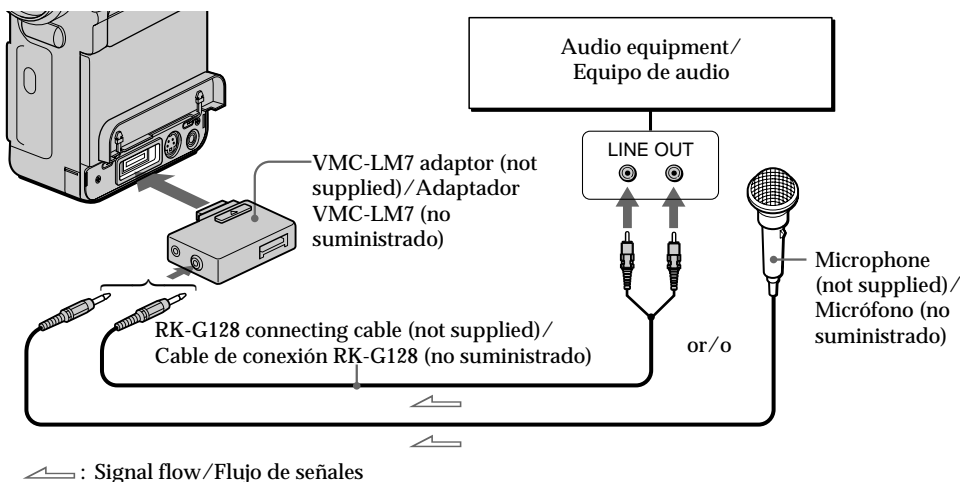 Audio equipment/
Equipo de audio
LINE OUT
VMC-LM7 adaptor (not
supplied)/Adaptador
VMC-LM7 (no
suministrado)
Microphone
(not supplied)/
Micrófono (no
suministrado)
RK-G128 connecting cable (not supplied)/
Cable de conexión RK-G128 (no suministrado)
or/o
: Signal flow/Flujo de señales